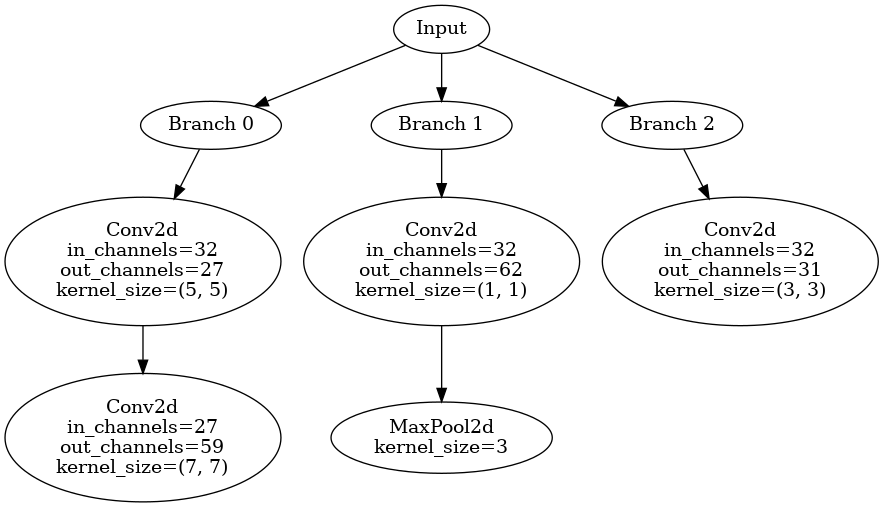 Input
Branch 0
Branch 1
Branch 2
Conv2d
in_channels=32
out_channels=27
kernel_size=(5, 5)
Conv2d
in_channels=32
out_channels=62
kernel_size=(1, 1)
Conv2d
in_channels=32
out_channels=31
kernel_size=(3, 3)
Conv2d
in_channels=27
out_channels=59
kernel_size=(7, 7)
MaxPool2d
kernel_size=3